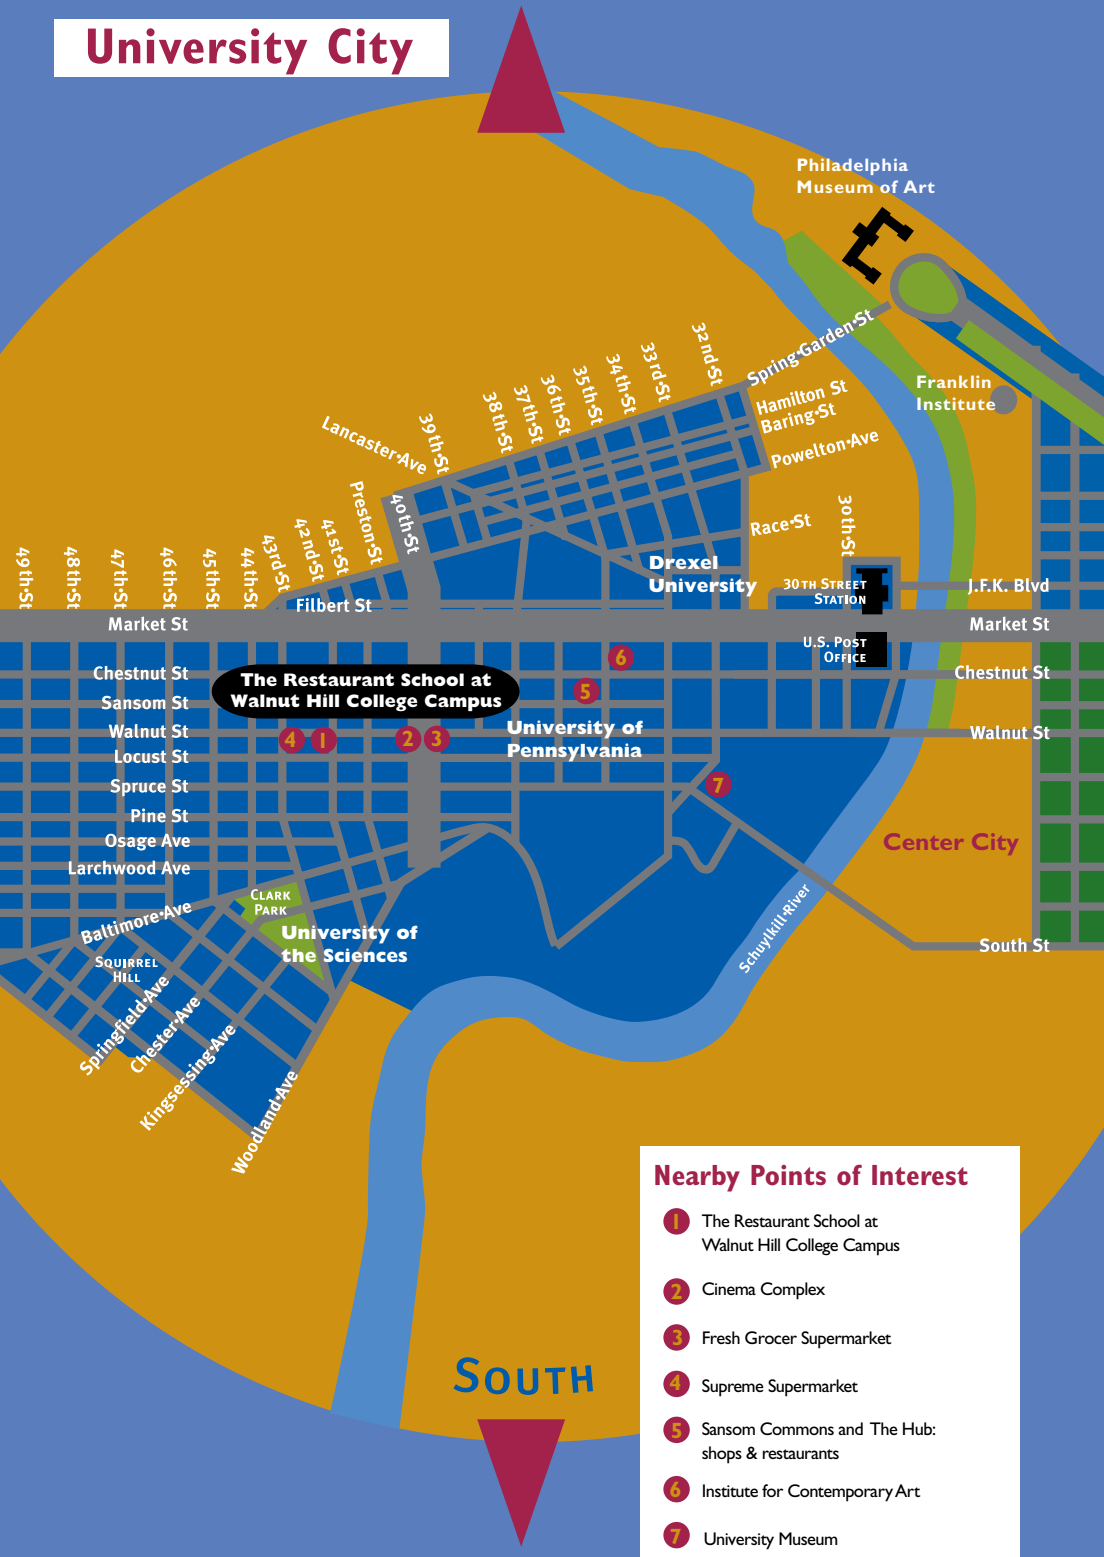 University City
Philadelphia
Museum of Art
Spring Garden St
32nd St
33rd St
34th St
35th St
36th St
37th St
38th St
39th St
Lancaster Ave
Hamilton St
Baring St
Powelton Ave
Franklin
Institute
Preston St
40th St
Race St
30th St
49th St
48th St
47th St
46th St
45th St
44th St
43rd St
42nd St
41st St
Drexel
University
30th Street
Station
J.F.K. Blvd
Filbert St
Market St
Market St
U.S. Post
Office
Chestnut St
Chestnut St
The Restaurant School at
Walnut Hill College Campus
6
5
Sansom St
Walnut St
University of
Pennsylvania
Walnut St
4
1
2
3
Locust St
Spruce St
7
Pine St
Osage Ave
Larchwood Ave
Center City
Clark
Park
Baltimore Ave
University of
the Sciences
Schuylkill River
South St
Squirrel
Hill
Springfield Ave
Chester Ave
Kingsessing Ave
Woodland Ave
South
Nearby Points of Interest
1 The Restaurant School at
Walnut Hill College Campus
2 Cinema Complex
3 Fresh Grocer Supermarket
4 Supreme Supermarket
5 Sansom Commons and The Hub:
shops & restaurants
6 Institute for Contemporary Art
7 University Museum